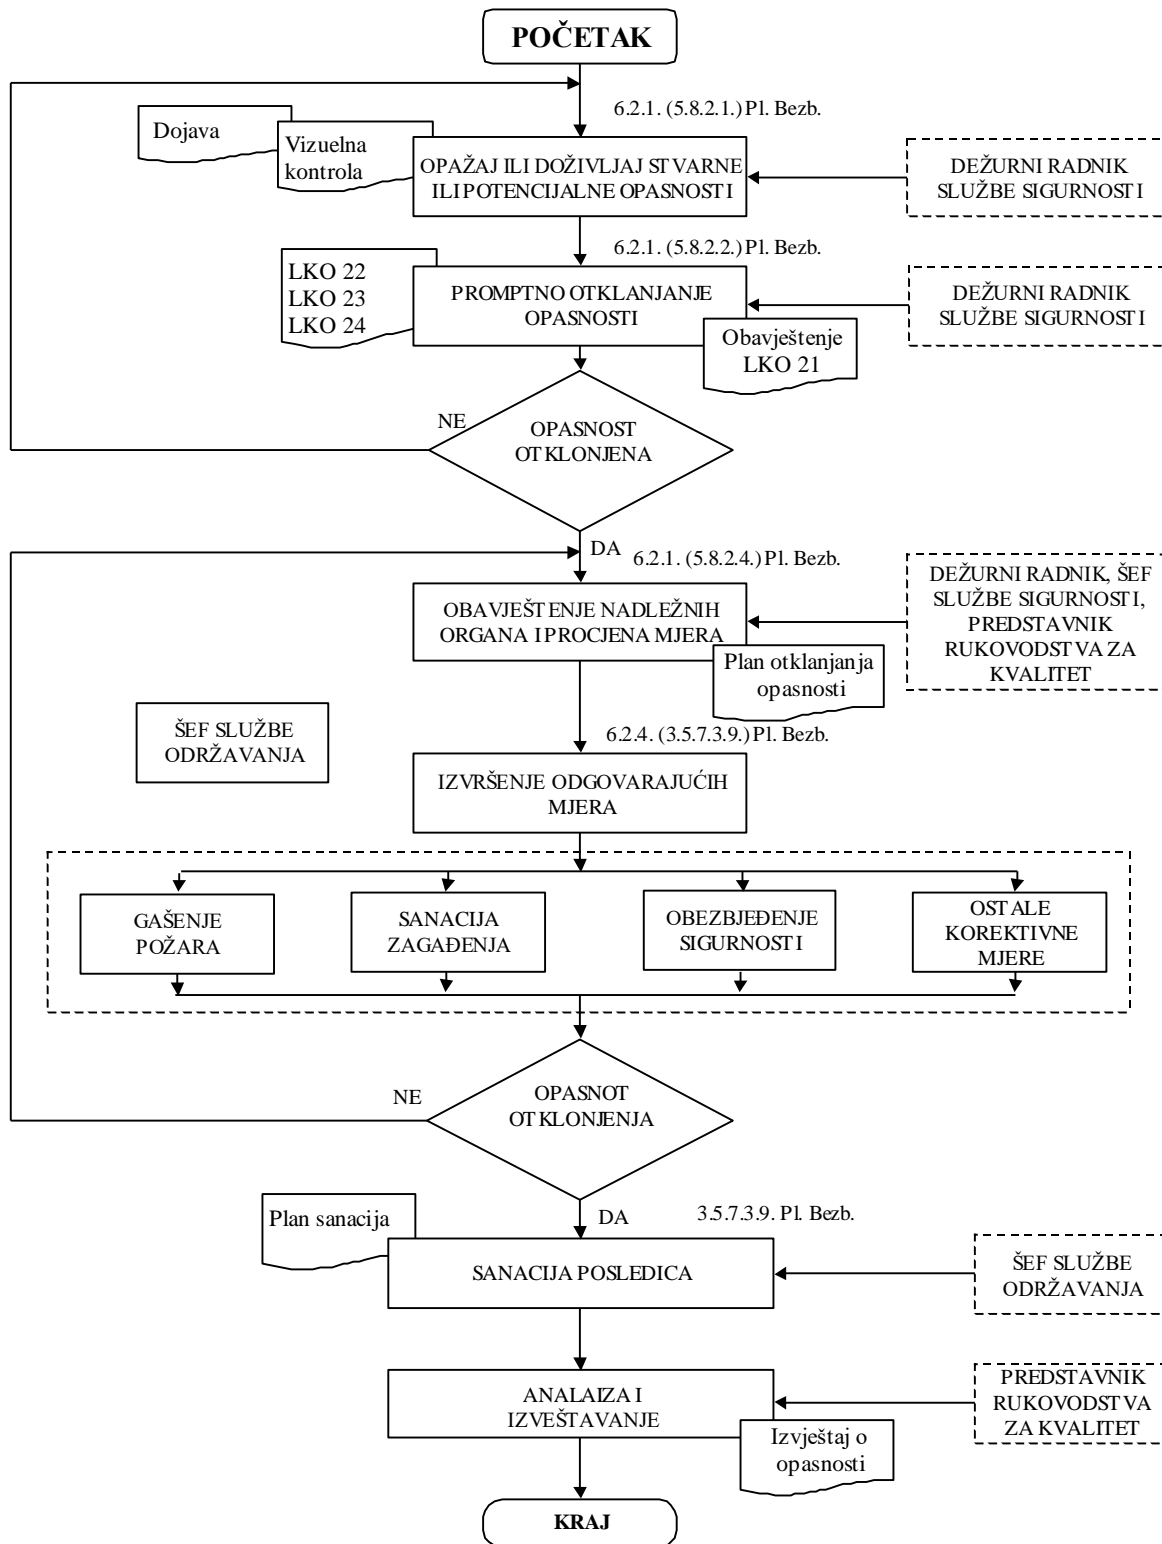 POČETAK
6.2.1. (5.8.2.1.) Pl. Bezb.
Dojava
Vizuelna
kontrola
OPAŽAJ ILI DOŽIVLJAJ STVARNE
ILI POTENCIJALNE OPASNOSTI
DEŽURNI RADNIK
SLUŽBE SIGURNOSTI
6.2.1. (5.8.2.2.) Pl. Bezb.
LKO 22
LKO 23
LKO 24
PROMPTNO OTKLANJANJE
OPASNOSTI
DEŽURNI RADNIK
SLUŽBE SIGURNOSTI
Obavještenje
LKO 21
NE
OPASNOST
OTKLONJENA
DA
6.2.1. (5.8.2.4.) Pl. Bezb.
OBAVJEŠTENJE NADLEŽNIH
ORGANA I PROCJENA MJERA
DEŽURNI RADNIK, ŠEF
SLUŽBE SIGURNOSTI,
PREDSTAVNIK
RUKOVODSTVA ZA
KVALITET
Plan otklanjanja
opasnosti
ŠEF SLUŽBE
ODRŽAVANJA
6.2.4. (3.5.7.3.9.) Pl. Bezb.
IZVRŠENJE ODGOVARAJUĆIH
MJERA
GAŠENJE
POŽARA
SANACIJA
ZAGAĐENJA
OBEZBJEĐENJE
SIGURNOSTI
OSTALE
KOREKTIVNE
MJERE
NE
OPASNOT
OTKLONJENJA
DA
3.5.7.3.9. Pl. Bezb.
Plan sanacija
SANACIJA POSLEDICA
ŠEF SLUŽBE
ODRŽAVANJA
ANALAIZA I
IZVEŠTAVANJE
PREDSTAVNIK
RUKOVODSTVA
ZA KVALITET
Izvještaj o
opasnosti
KRAJ